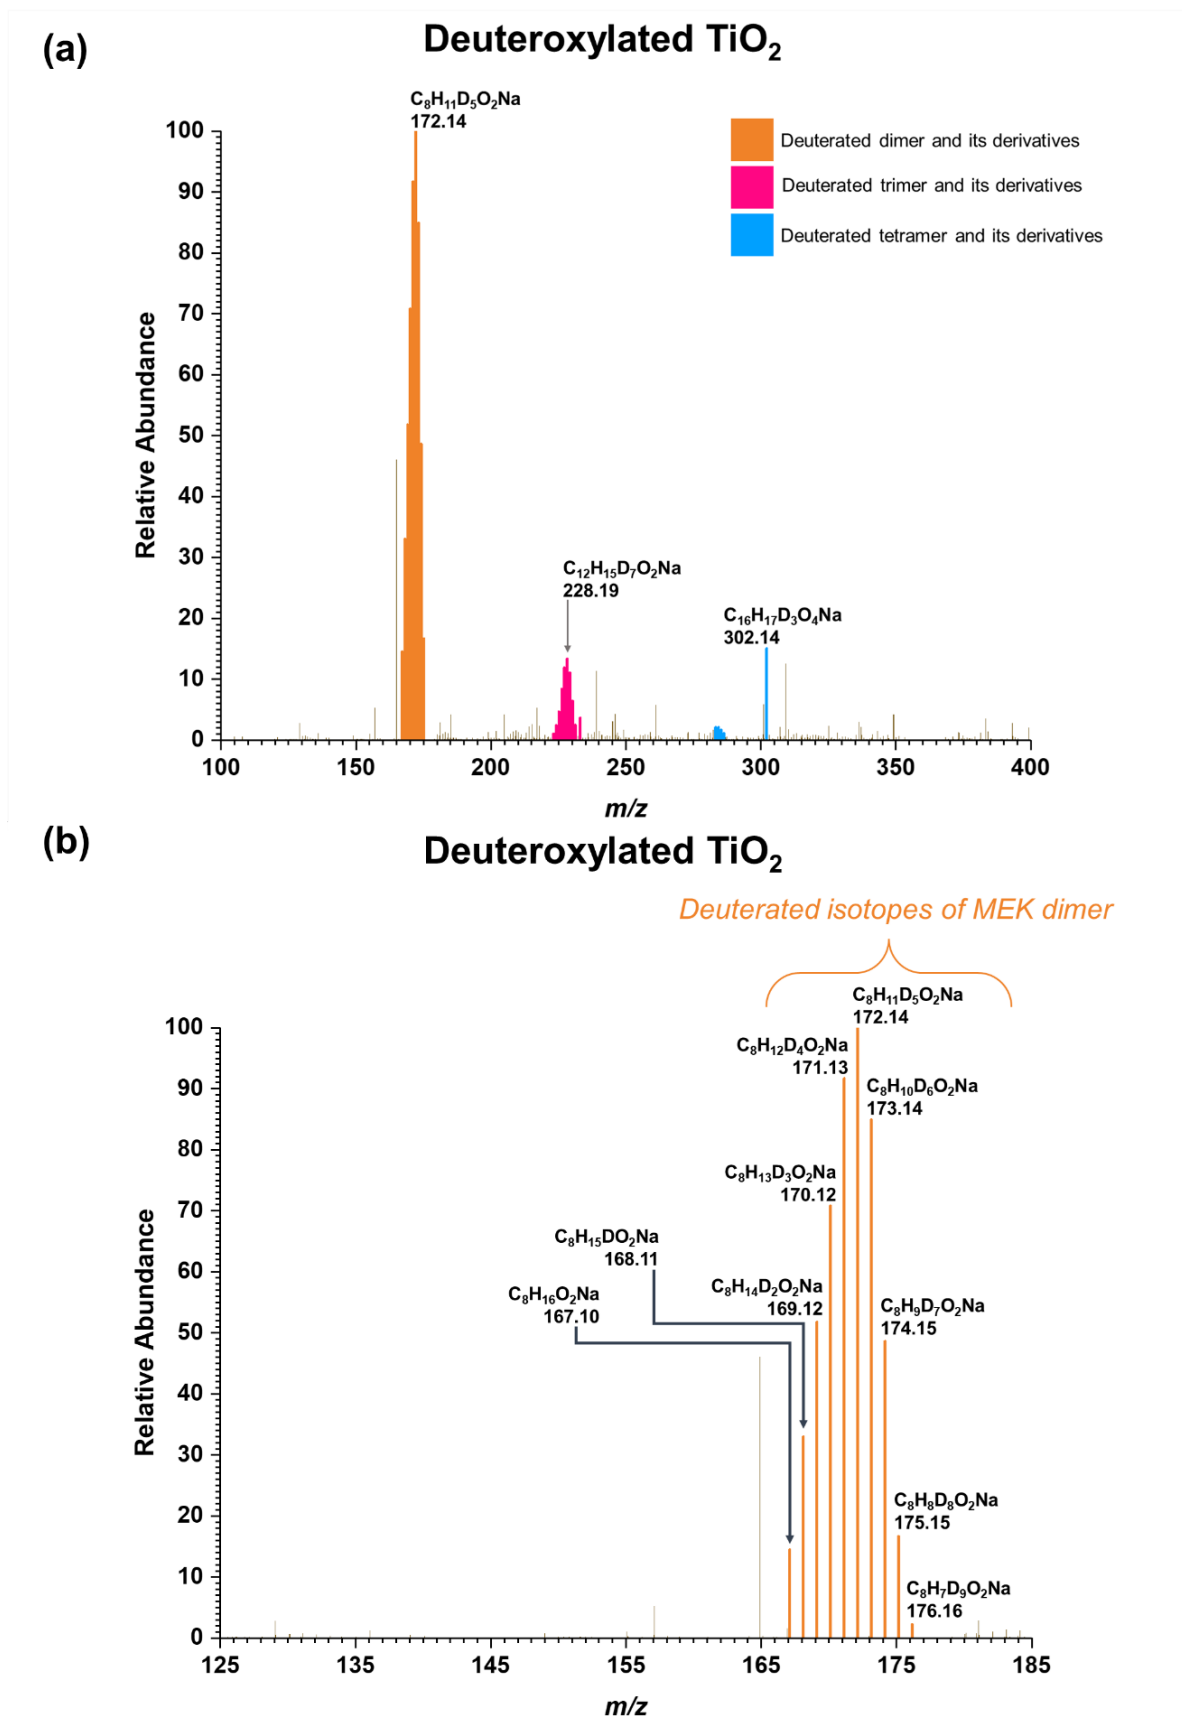 (a)
Deuteroxylated TiO₂
C₈H₁₁D₅O₂Na
172.14
Deuterated dimer and its derivatives
Deuterated trimer and its derivatives
Deuterated tetramer and its derivatives
100
90
80
70
60
50
40
30
20
10
0
Relative Abundance
C₁₂H₁₅D₇O₂Na
228.19
C₁₆H₁₇D₃O₄Na
302.14
100 150 200 250 300 350 400
m/z
(b)
Deuteroxylated TiO₂
Deuterated isotopes of MEK dimer
C₈H₁₁D₅O₂Na
172.14
C₈H₁₂D₄O₂Na
171.13
C₈H₁₀D₆O₂Na
173.14
C₈H₁₃D₃O₂Na
170.12
C₈H₁₅DO₂Na
168.11
C₈H₁₆O₂Na
167.10
C₈H₁₄D₂O₂Na
169.12
C₈H₉D₇O₂Na
174.15
C₈H₈D₈O₂Na
175.15
C₈H₇D₉O₂Na
176.16
100
90
80
70
60
50
40
30
20
10
0
Relative Abundance
125 135 145 155 165 175 185
m/z